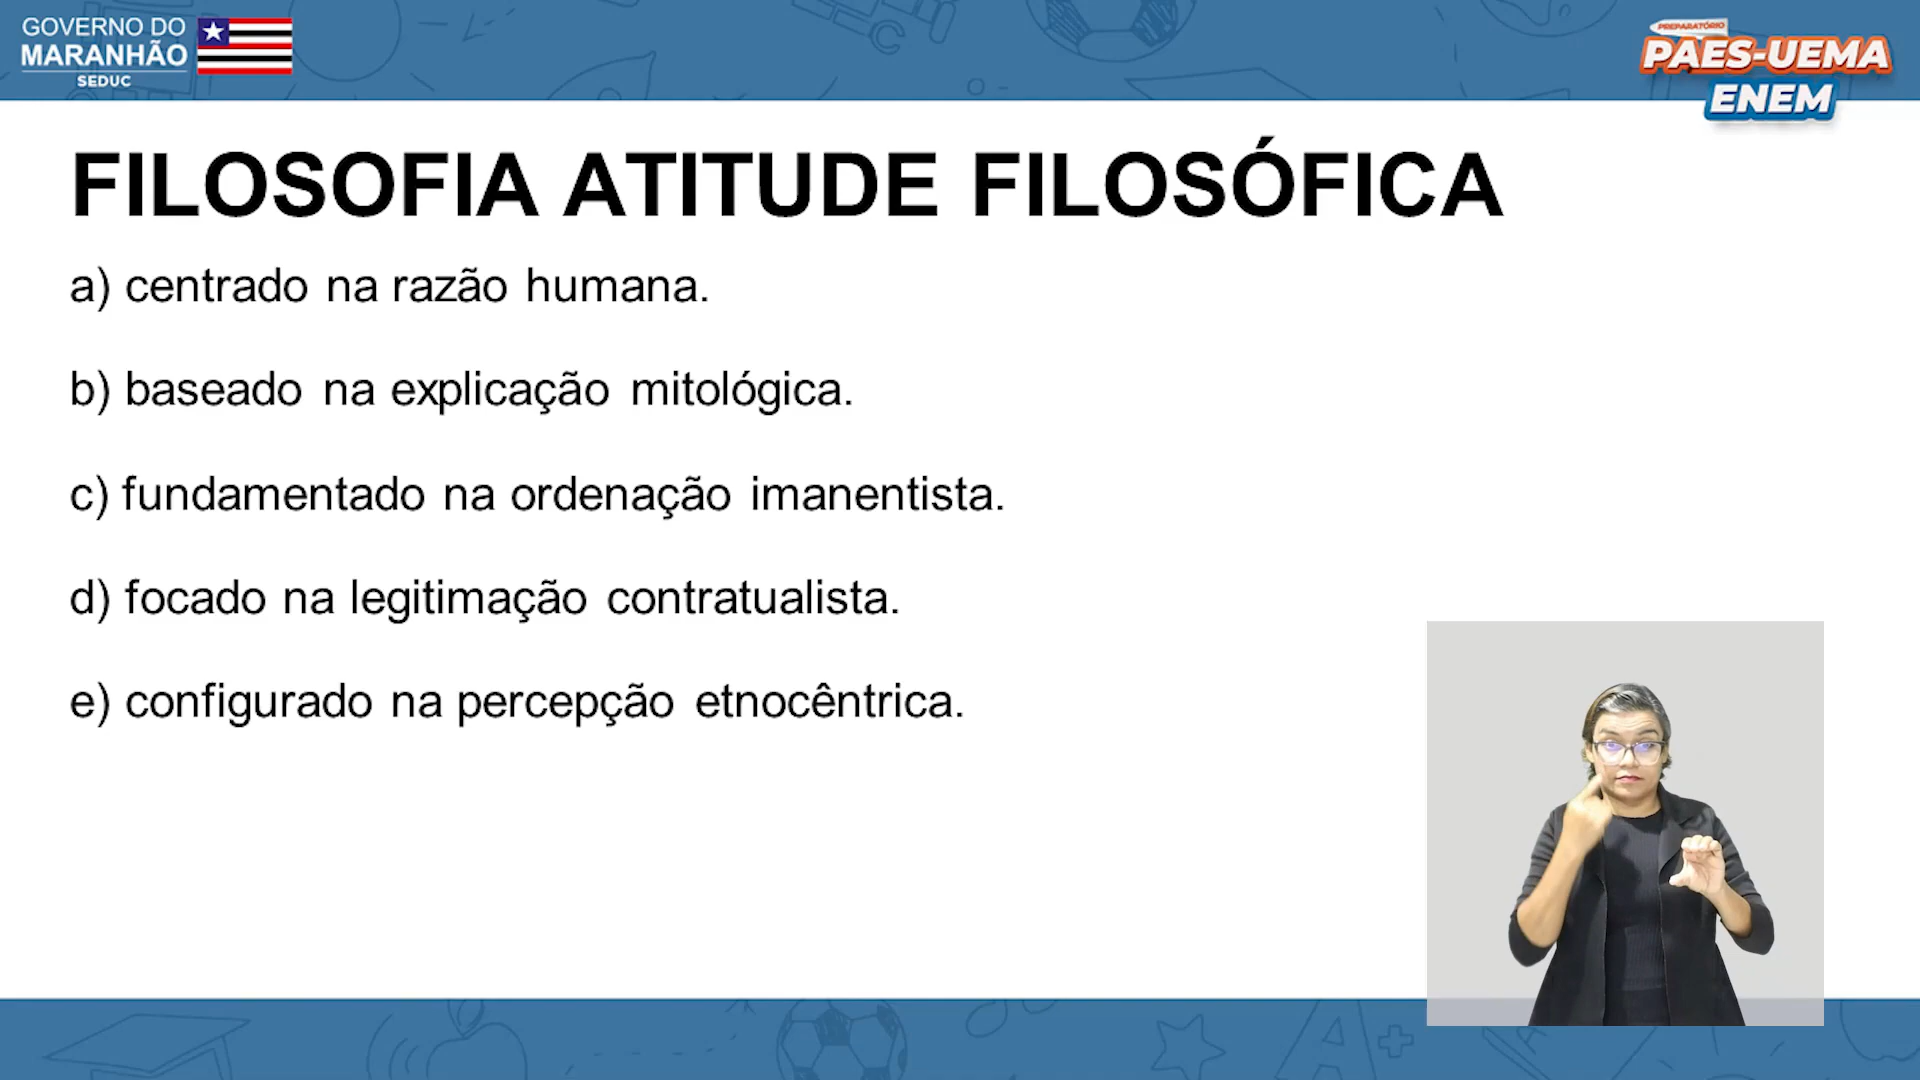 GOVERNO DO
MARANHÃO
SEDUC
PREPARATÓRIO
PAES-UEMA
ENEM
FILOSOFIA ATITUDE FILOSÓFICA
a) centrado na razão humana.
b) baseado na explicação mitológica.
c) fundamentado na ordenação imanentista.
d) focado na legitimação contratualista.
e) configurado na percepção etnocêntrica.